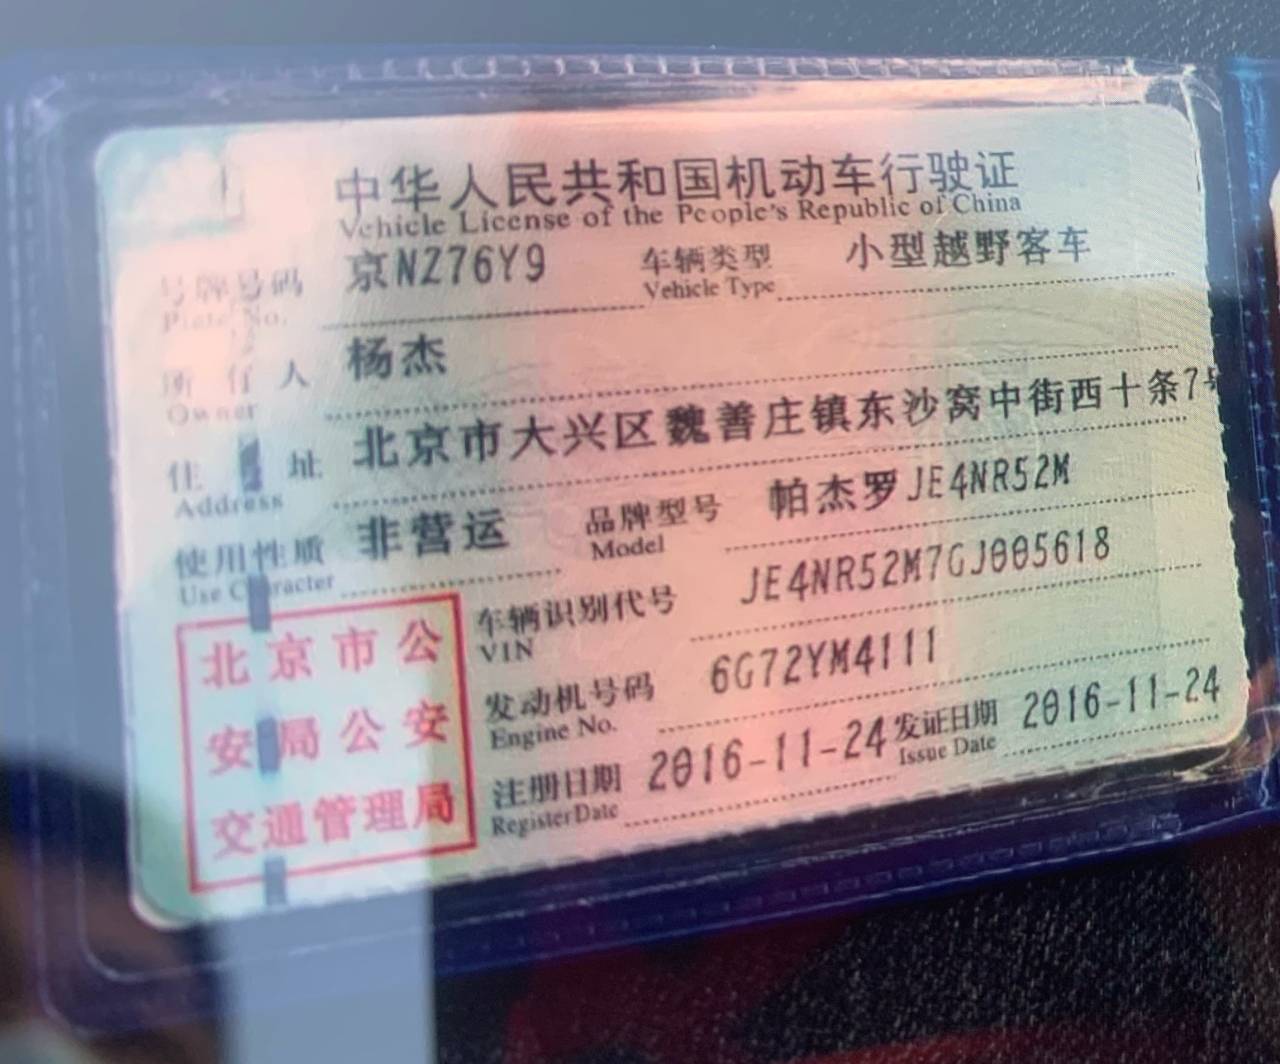 中华人民共和国机动车行驶证
Vehicle License of the People's Republic of China
号牌号码 京NZ76Y9 车辆类型 小型越野客车
Plate No. Vehicle Type
所有人 杨杰
Owner
住 址 北京市大兴区魏善庄镇东沙窝中街西十条7号
Address
使用性质 非营运 品牌型号 帕杰罗JE4NR52M
Use Character Model
车辆识别代号 JE4NR52M7GJ005618
VIN
发动机号码 6G72YM4111
Engine No.
注册日期 2016-11-24 发证日期 2016-11-24
Register Date Issue Date
北京市公
安局公安
交通管理局